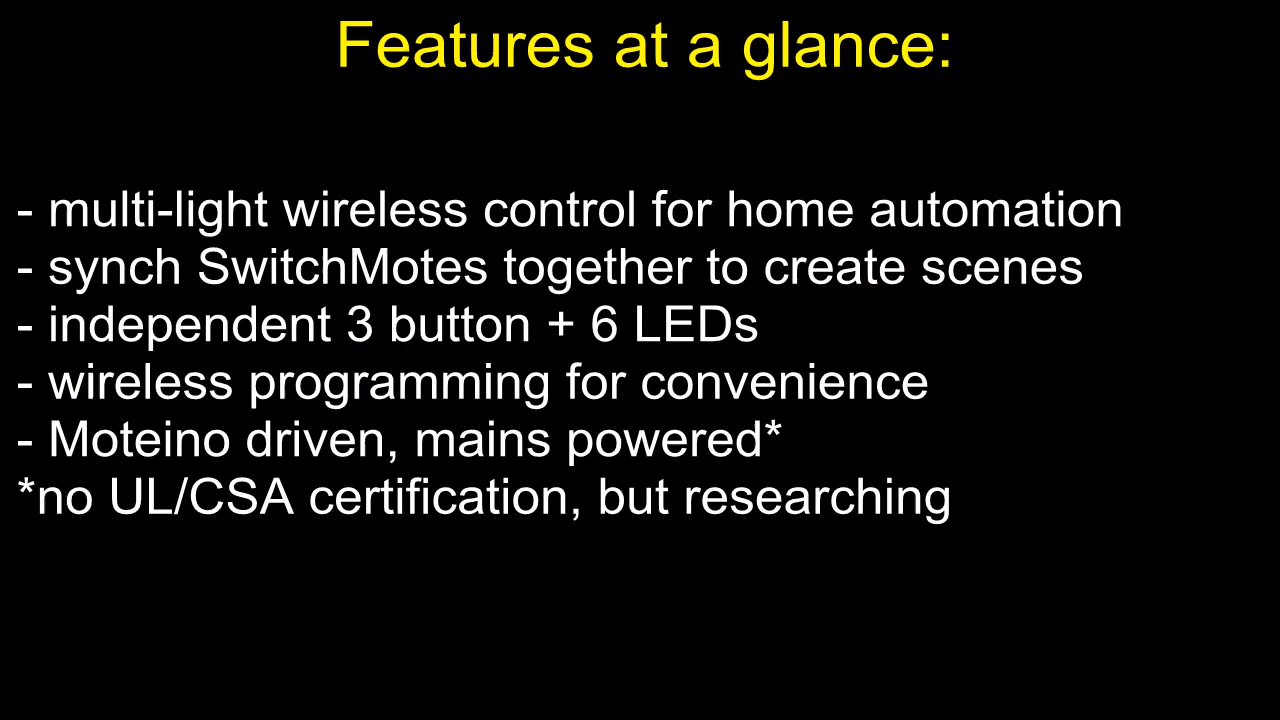 Features at a glance:
- multi-light wireless control for home automation
- synch SwitchMotes together to create scenes
- independent 3 button + 6 LEDs
- wireless programming for convenience
- Moteino driven, mains powered*
*no UL/CSA certification, but researching